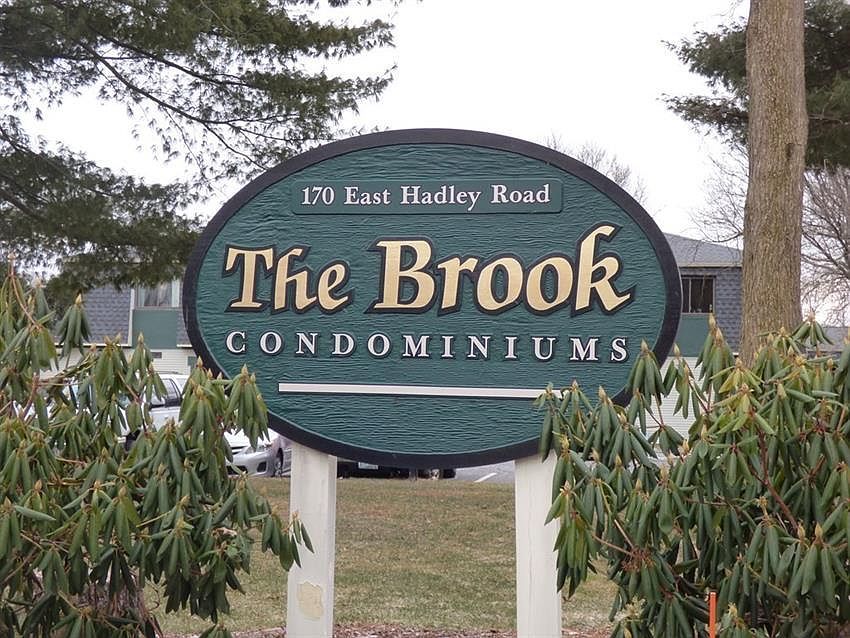 170 East Hadley Road
The Brook
CONDOMINIUMS